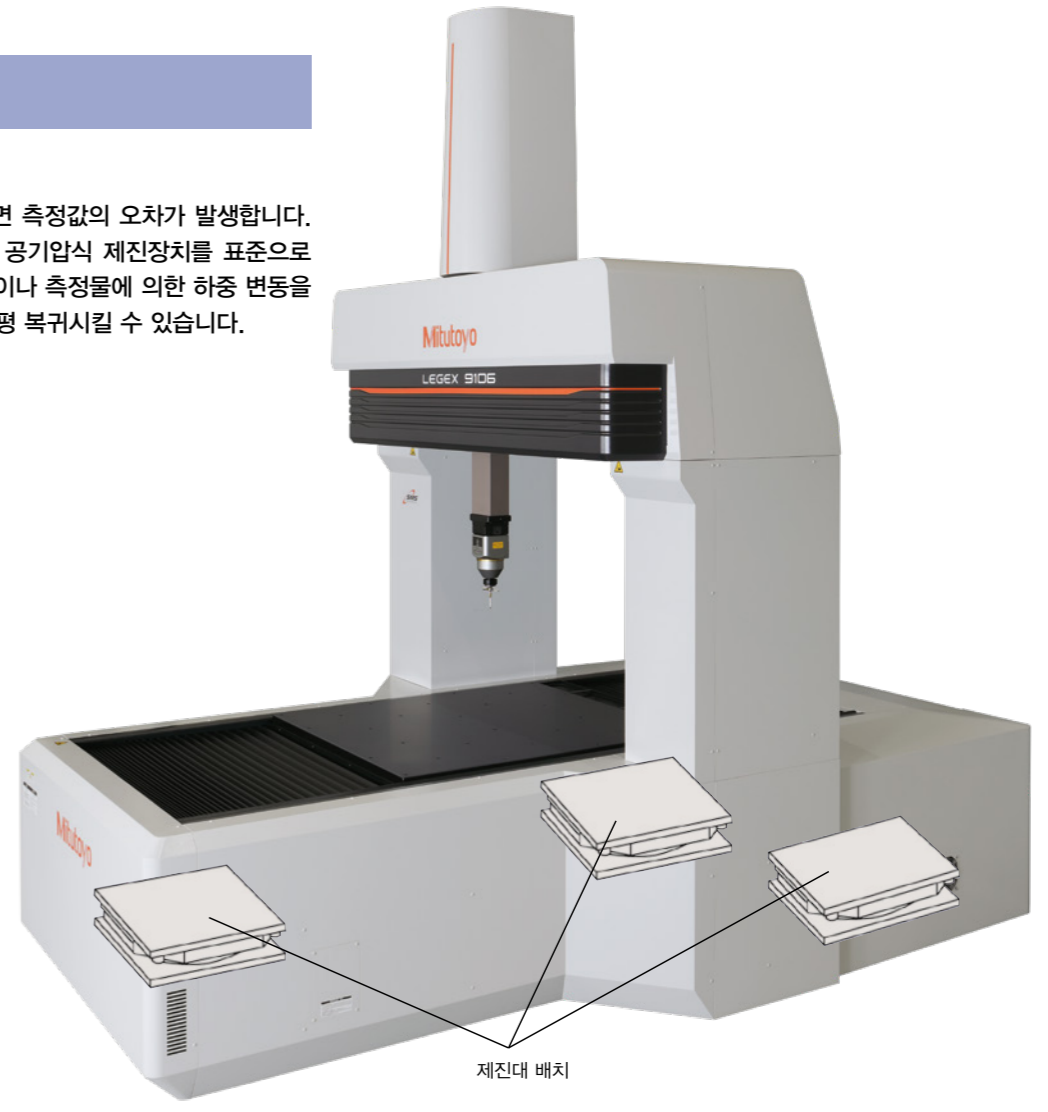 면 측정값의 오차가 발생합니다.
공기압식 제진장치를 표준으로
이나 측정물에 의한 하중 변동을
평 복귀시킬 수 있습니다.
Mitutoyo
LEGEX 9106
Mitutoyo
제진대 배치